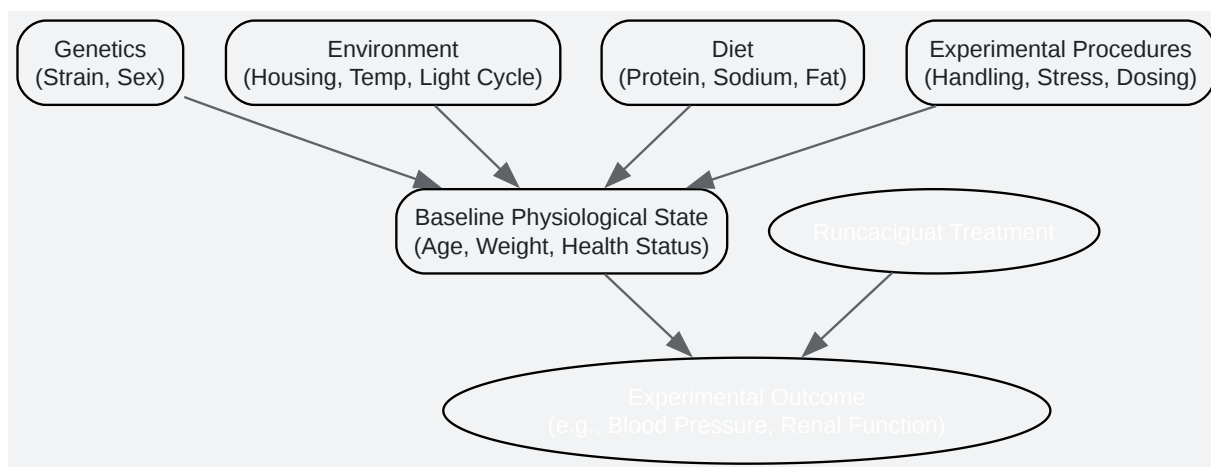 Genetics
(Strain, Sex)
Environment
(Housing, Temp, Light Cycle)
Diet
(Protein, Sodium, Fat)
Experimental Procedures
(Handling, Stress, Dosing)
Baseline Physiological State
(Age, Weight, Health Status)
Runcaciguat Treatment
Experimental Outcome
(e.g., Blood Pressure, Renal Function)